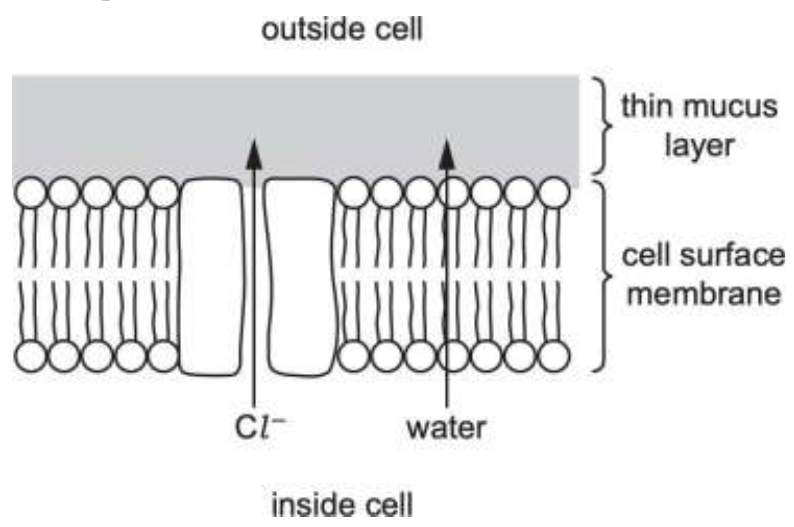 outside cell
thin mucus
layer
cell surface
membrane
Cl⁻
water
inside cell